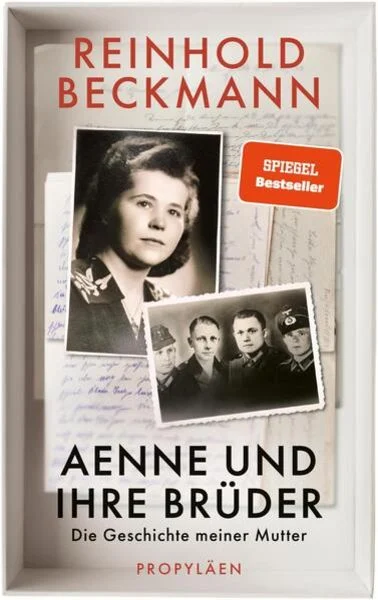 REINHOLD
BECKMANN
SPIEGEL
Bestseller
AENNE UND
IHRE BRÜDER
Die Geschichte meiner Mutter
PROPYLÄEN